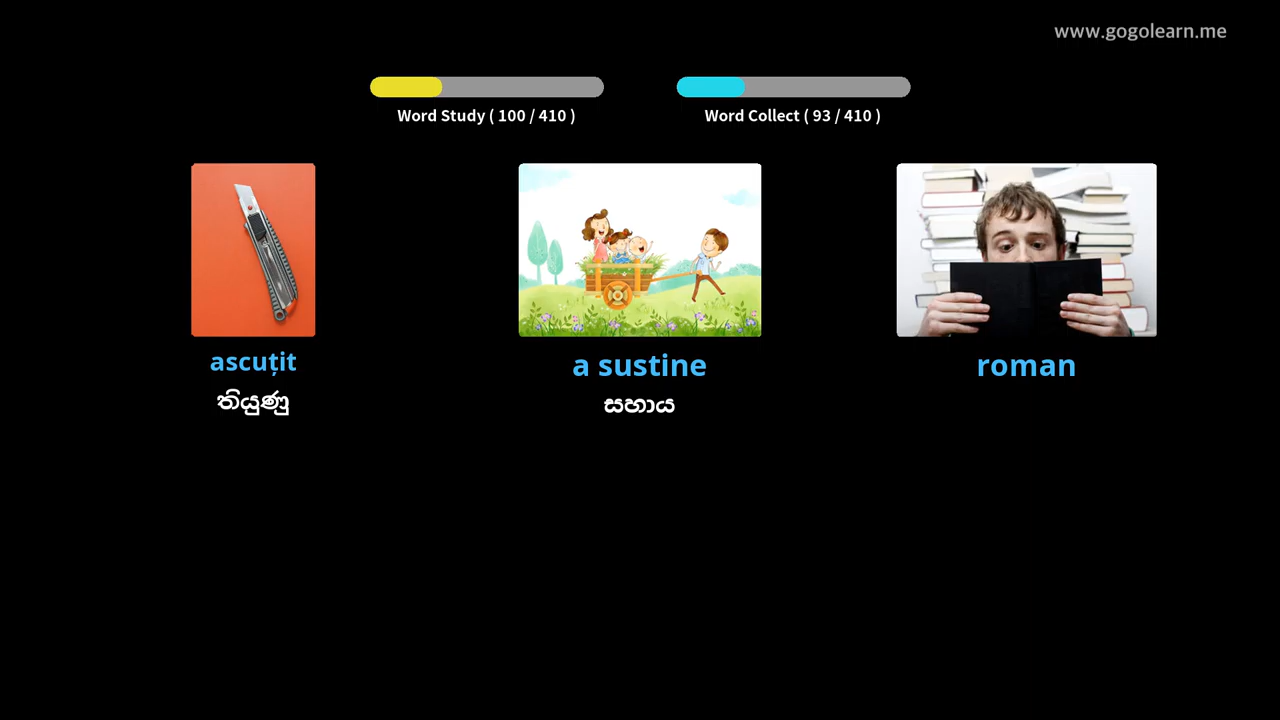 www.gogolearn.me
Word Study ( 100 / 410 )
Word Collect ( 93 / 410 )
ascuțit
තියුණු
a sustine
සහාය
roman